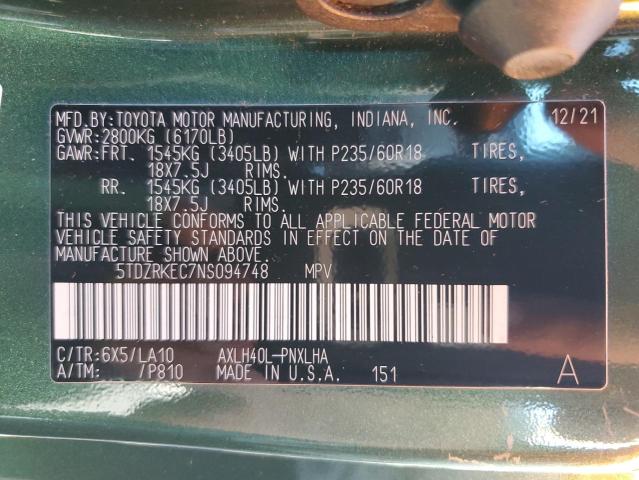 MFD.BY:TOYOTA MOTOR MANUFACTURING, INDIANA, INC. 12/21
GVWR:2800KG (6170LB)
GAWR:FRT. 1545KG (3405LB) WITH P235/60R18 TIRES,
18X7.5J RIMS.
RR. 1545KG (3405LB) WITH P235/60R18 TIRES,
18X7.5J RIMS.
THIS VEHICLE CONFORMS TO ALL APPLICABLE FEDERAL MOTOR
VEHICLE SAFETY STANDARDS IN EFFECT ON THE DATE OF
MANUFACTURE SHOWN ABOVE.
5TDZRKEC7NS094748 MPV
C/TR:6X5/LA10 AXLH40L-PNXLHA
A/TM: /P810 MADE IN U.S.A. 151 A